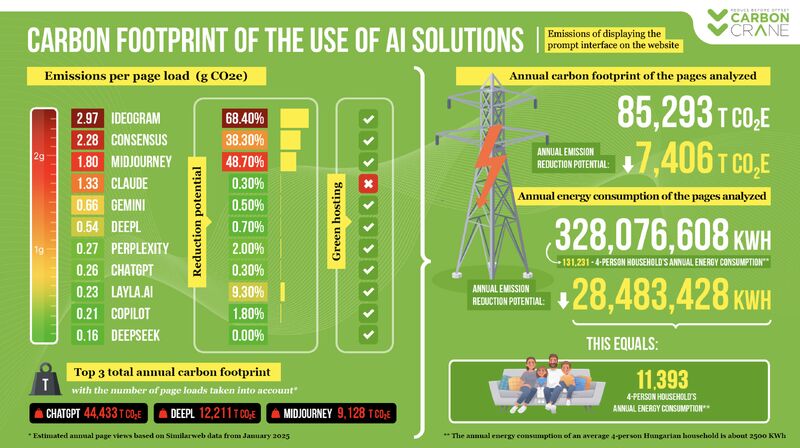 REDUCE BEFORE OFFSET
CARBON
CRANE
CARBON FOOTPRINT OF THE USE OF AI SOLUTIONS
Emissions of displaying the
prompt interface on the website
Emissions per page load (g CO2e)
2g
1g
2.97 IDEOGRAM 68.40%
2.28 CONSENSUS 38.30%
1.80 MIDJOURNEY 48.70%
1.33 CLAUDE 0.30%
0.66 GEMINI 0.50%
0.54 DEEPL 0.70%
0.27 PERPLEXITY 2.00%
0.26 CHATGPT 0.30%
0.23 LAYLA.AI 9.30%
0.21 COPILOT 1.80%
0.16 DEEPSEEK 0.00%
Reduction potential
Green hosting
T
Top 3 total annual carbon footprint
with the number of page loads taken into account*
CHATGPT 44,433 T CO₂E
DEEPL 12,211 T CO₂E
MIDJOURNEY 9,128 T CO₂E
* Estimated annual page views based on Similarweb data from January 2025
Annual carbon footprint of the pages analyzed
85,293 T CO₂E
ANNUAL EMISSION
REDUCTION POTENTIAL:
7,406 T CO₂E
Annual energy consumption of the pages analyzed
328,076,608 KWH
131,231 - 4-PERSON HOUSEHOLD'S ANNUAL ENERGY CONSUMPTION**
ANNUAL EMISSION
REDUCTION POTENTIAL:
28,483,428 KWH
THIS EQUALS:
11,393
4-PERSON HOUSEHOLD'S
ANNUAL ENERGY CONSUMPTION**
** The annual energy consumption of an average 4-person Hungarian household is about 2500 KWh